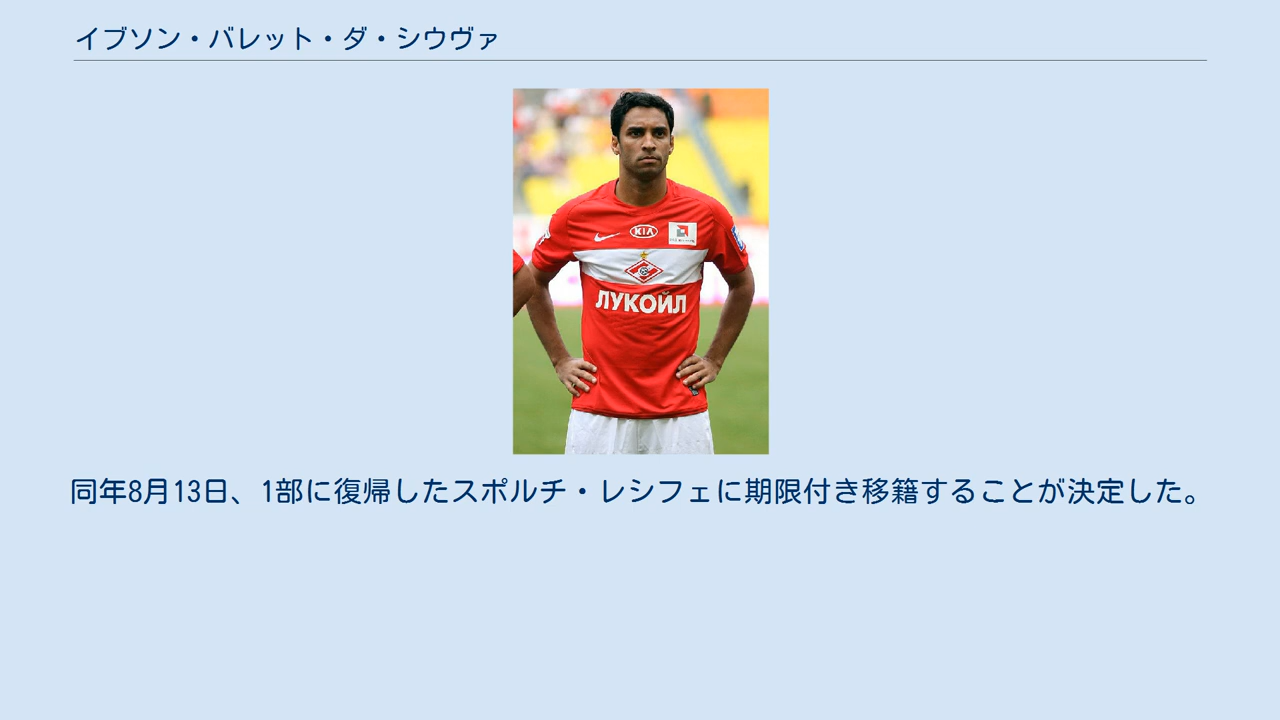 イブソン・バレット・ダ・シウヴァ
KIA
ЛУКОЙЛ
同年8月13日、1部に復帰したスポルチ・レシフェに期限付き移籍することが決定した。